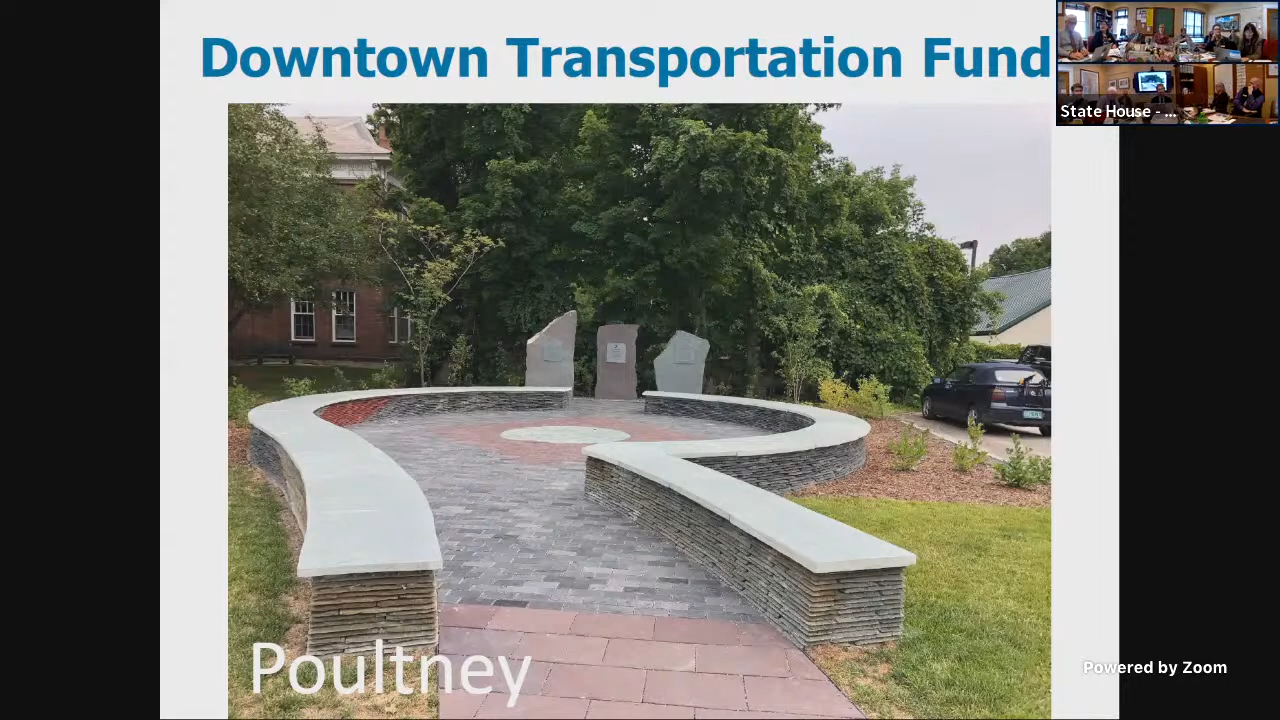 Downtown Transportation Fund
State House - ...
Poultney
Powered by Zoom